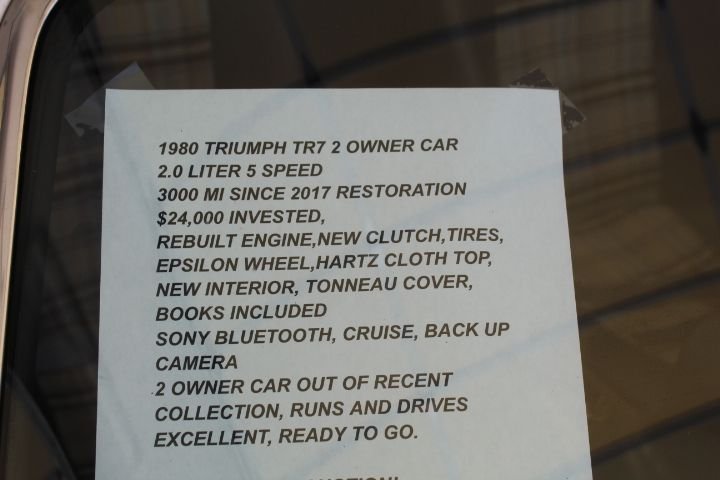 1980 TRIUMPH TR7 2 OWNER CAR
2.0 LITER 5 SPEED
3000 MI SINCE 2017 RESTORATION
$24,000 INVESTED,
REBUILT ENGINE,NEW CLUTCH,TIRES,
EPSILON WHEEL,HARTZ CLOTH TOP,
NEW INTERIOR, TONNEAU COVER,
BOOKS INCLUDED
SONY BLUETOOTH, CRUISE, BACK UP
CAMERA
2 OWNER CAR OUT OF RECENT
COLLECTION, RUNS AND DRIVES
EXCELLENT, READY TO GO.